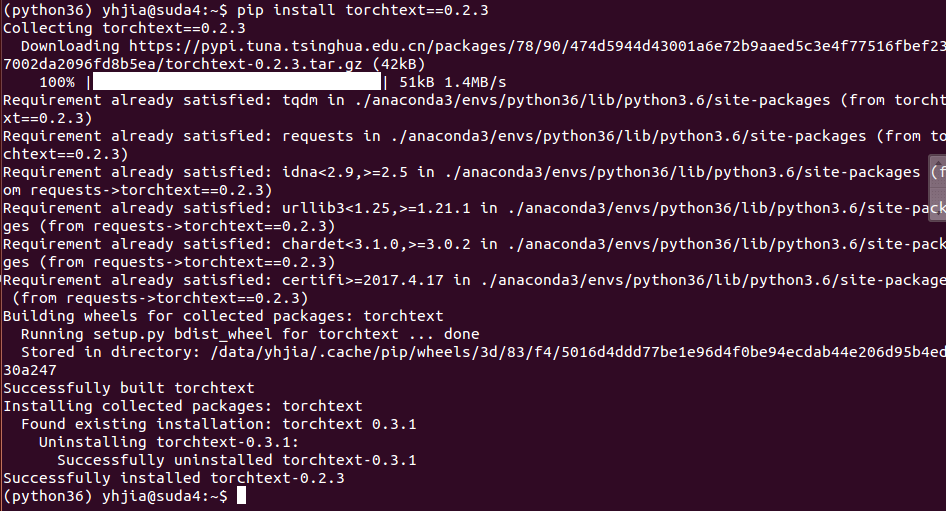 (python36) yhjia@suda4:~$ pip install torchtext==0.2.3
Collecting torchtext==0.2.3
  Downloading https://pypi.tuna.tsinghua.edu.cn/packages/78/90/474d5944d43001a6e72b9aaed5c3e4f77516fbef23
7002da2096fd8b5ea/torchtext-0.2.3.tar.gz (42kB)
    100% |████████████████████████████████| 51kB 1.4MB/s
Requirement already satisfied: tqdm in ./anaconda3/envs/python36/lib/python3.6/site-packages (from torcht
xt==0.2.3)
Requirement already satisfied: requests in ./anaconda3/envs/python36/lib/python3.6/site-packages (from to
chtext==0.2.3)
Requirement already satisfied: idna<2.9,>=2.5 in ./anaconda3/envs/python36/lib/python3.6/site-packages (f
om requests->torchtext==0.2.3)
Requirement already satisfied: urllib3<1.25,>=1.21.1 in ./anaconda3/envs/python36/lib/python3.6/site-pack
ges (from requests->torchtext==0.2.3)
Requirement already satisfied: chardet<3.1.0,>=3.0.2 in ./anaconda3/envs/python36/lib/python3.6/site-pack
ges (from requests->torchtext==0.2.3)
Requirement already satisfied: certifi>=2017.4.17 in ./anaconda3/envs/python36/lib/python3.6/site-package
 (from requests->torchtext==0.2.3)
Building wheels for collected packages: torchtext
  Running setup.py bdist_wheel for torchtext ... done
  Stored in directory: /data/yhjia/.cache/pip/wheels/3d/83/f4/5016d4ddd77be1e96d4f0be94ecdab44e206d95b4ed
30a247
Successfully built torchtext
Installing collected packages: torchtext
  Found existing installation: torchtext 0.3.1
    Uninstalling torchtext-0.3.1:
      Successfully uninstalled torchtext-0.3.1
Successfully installed torchtext-0.2.3
(python36) yhjia@suda4:~$